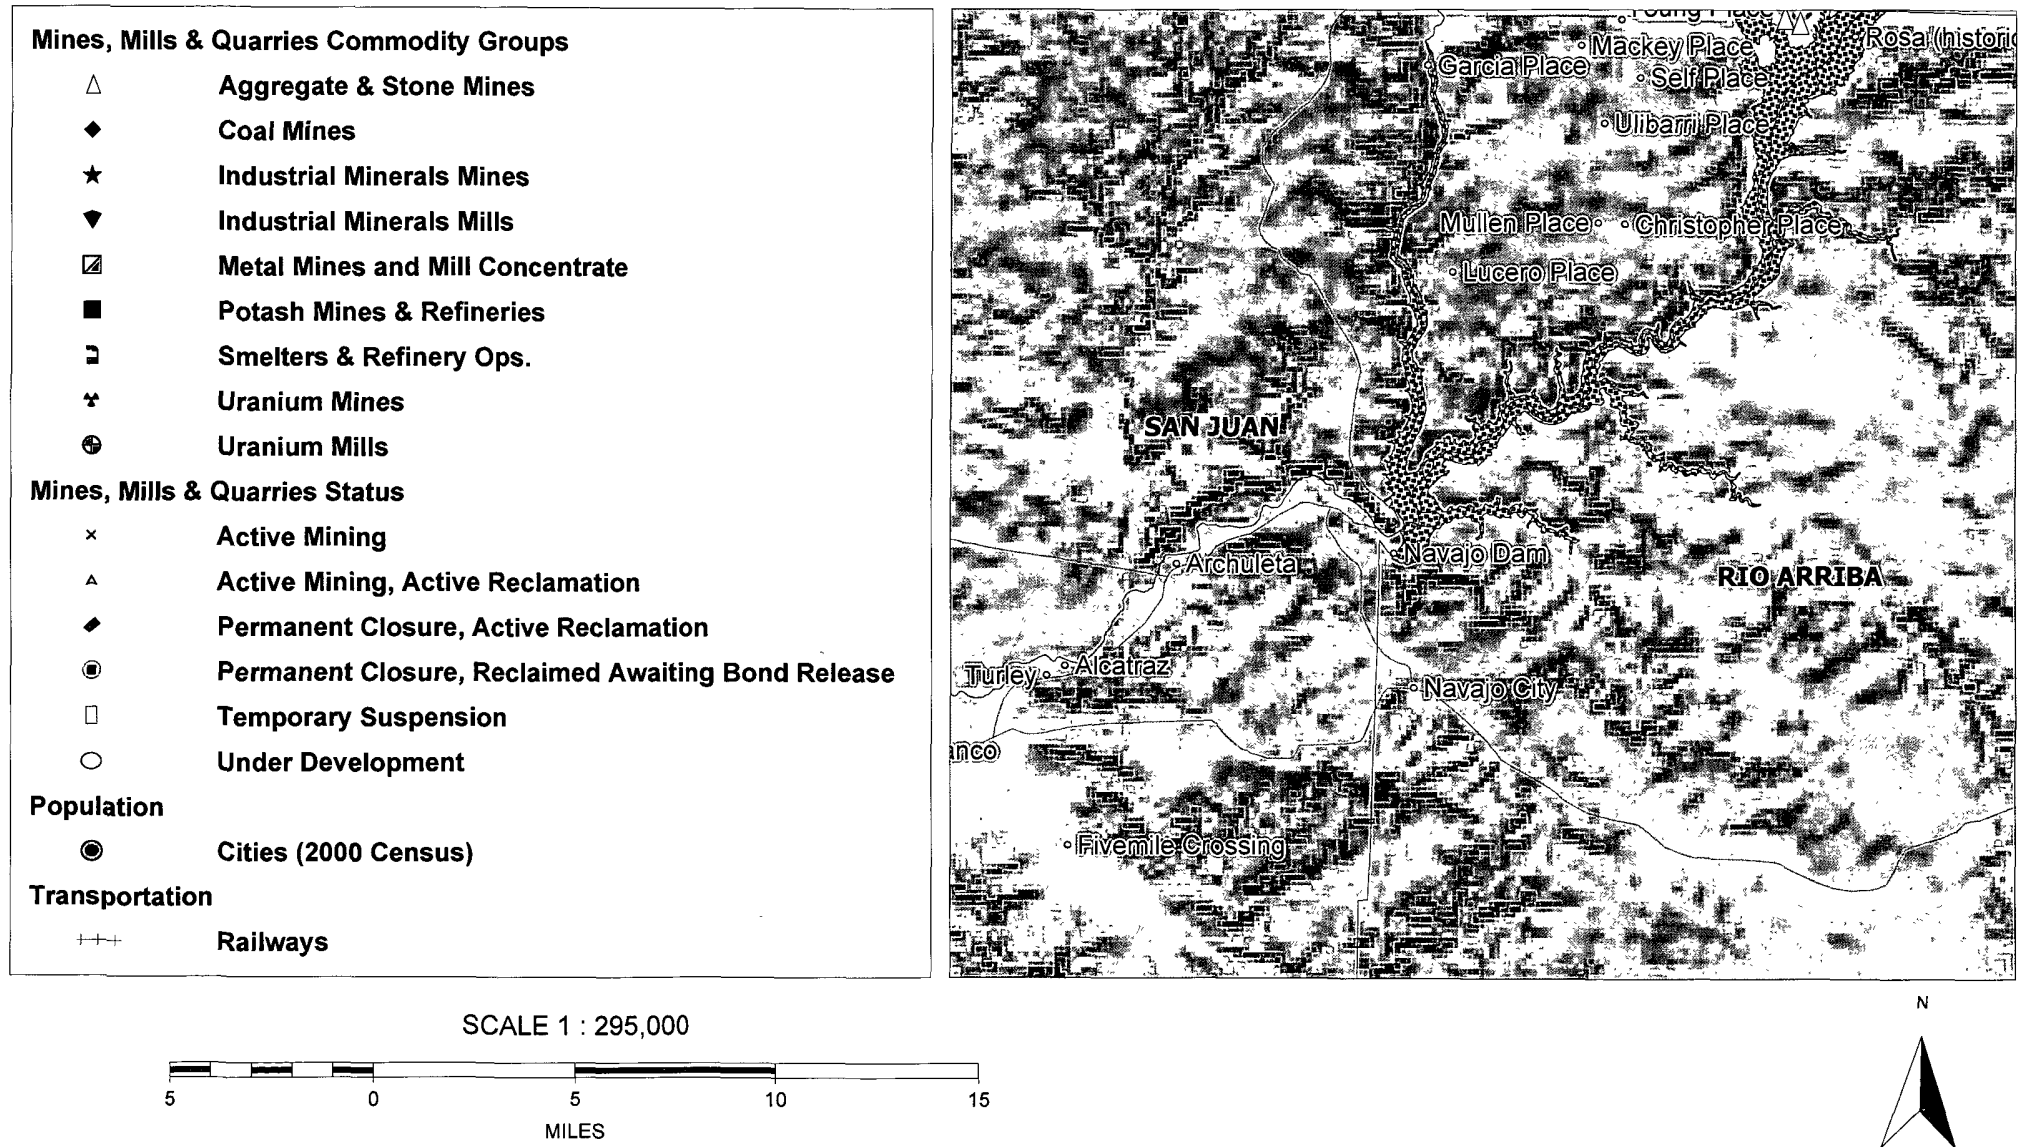 Mines, Mills & Quarries Commodity Groups
Aggregate & Stone Mines
Coal Mines
Industrial Minerals Mines
Industrial Minerals Mills
Metal Mines and Mill Concentrate
Potash Mines & Refineries
Smelters & Refinery Ops.
Uranium Mines
Uranium Mills
Mines, Mills & Quarries Status
Active Mining
Active Mining, Active Reclamation
Permanent Closure, Active Reclamation
Permanent Closure, Reclaimed Awaiting Bond Release
Temporary Suspension
Under Development
Population
Cities (2000 Census)
Transportation
Railways
Young Place
Mackey Place
Rosa (historic
Garcia Place
Self Place
Ulibarri Place
Mullen Place
Christopher Place
Lucero Place
SAN JUAN
Navajo Dam
Archuleta
RIO ARRIBA
Alcatraz
Turley
Navajo City
anco
Fivemile Crossing
SCALE 1 : 295,000
5 0 5 10 15
MILES
N